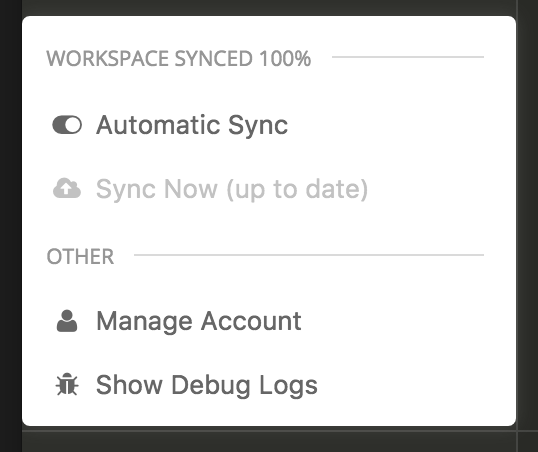 WORKSPACE SYNCED 100%
Automatic Sync
Sync Now (up to date)
OTHER
Manage Account
Show Debug Logs